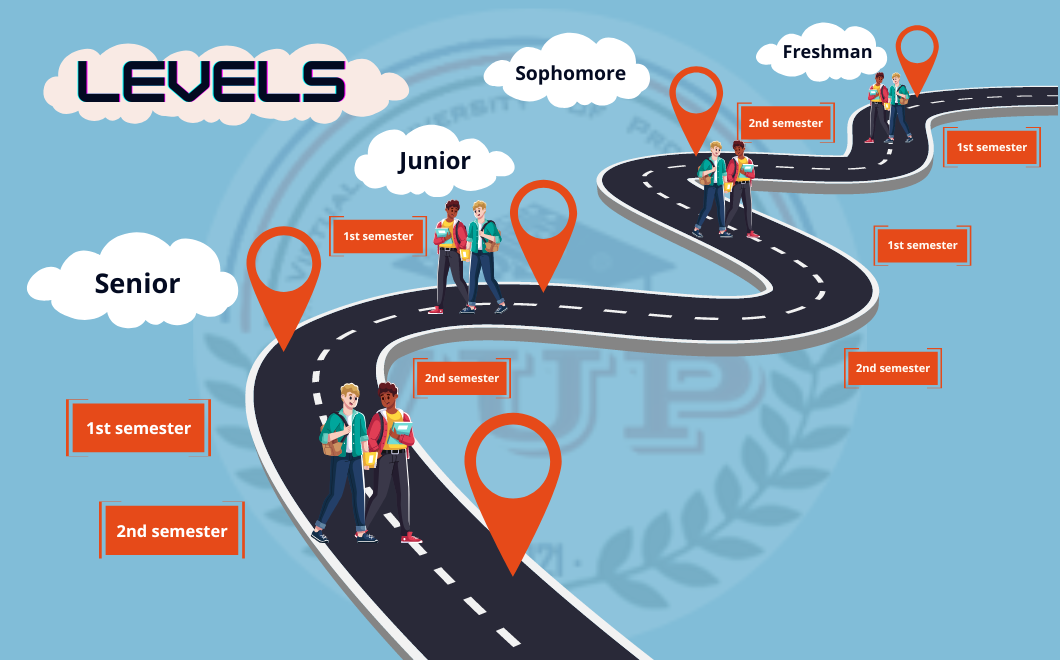 LEVELS
Freshman
Sophomore
2nd semester
1st semester
Junior
1st semester
1st semester
Senior
2nd semester
2nd semester
1st semester
2nd semester
UP